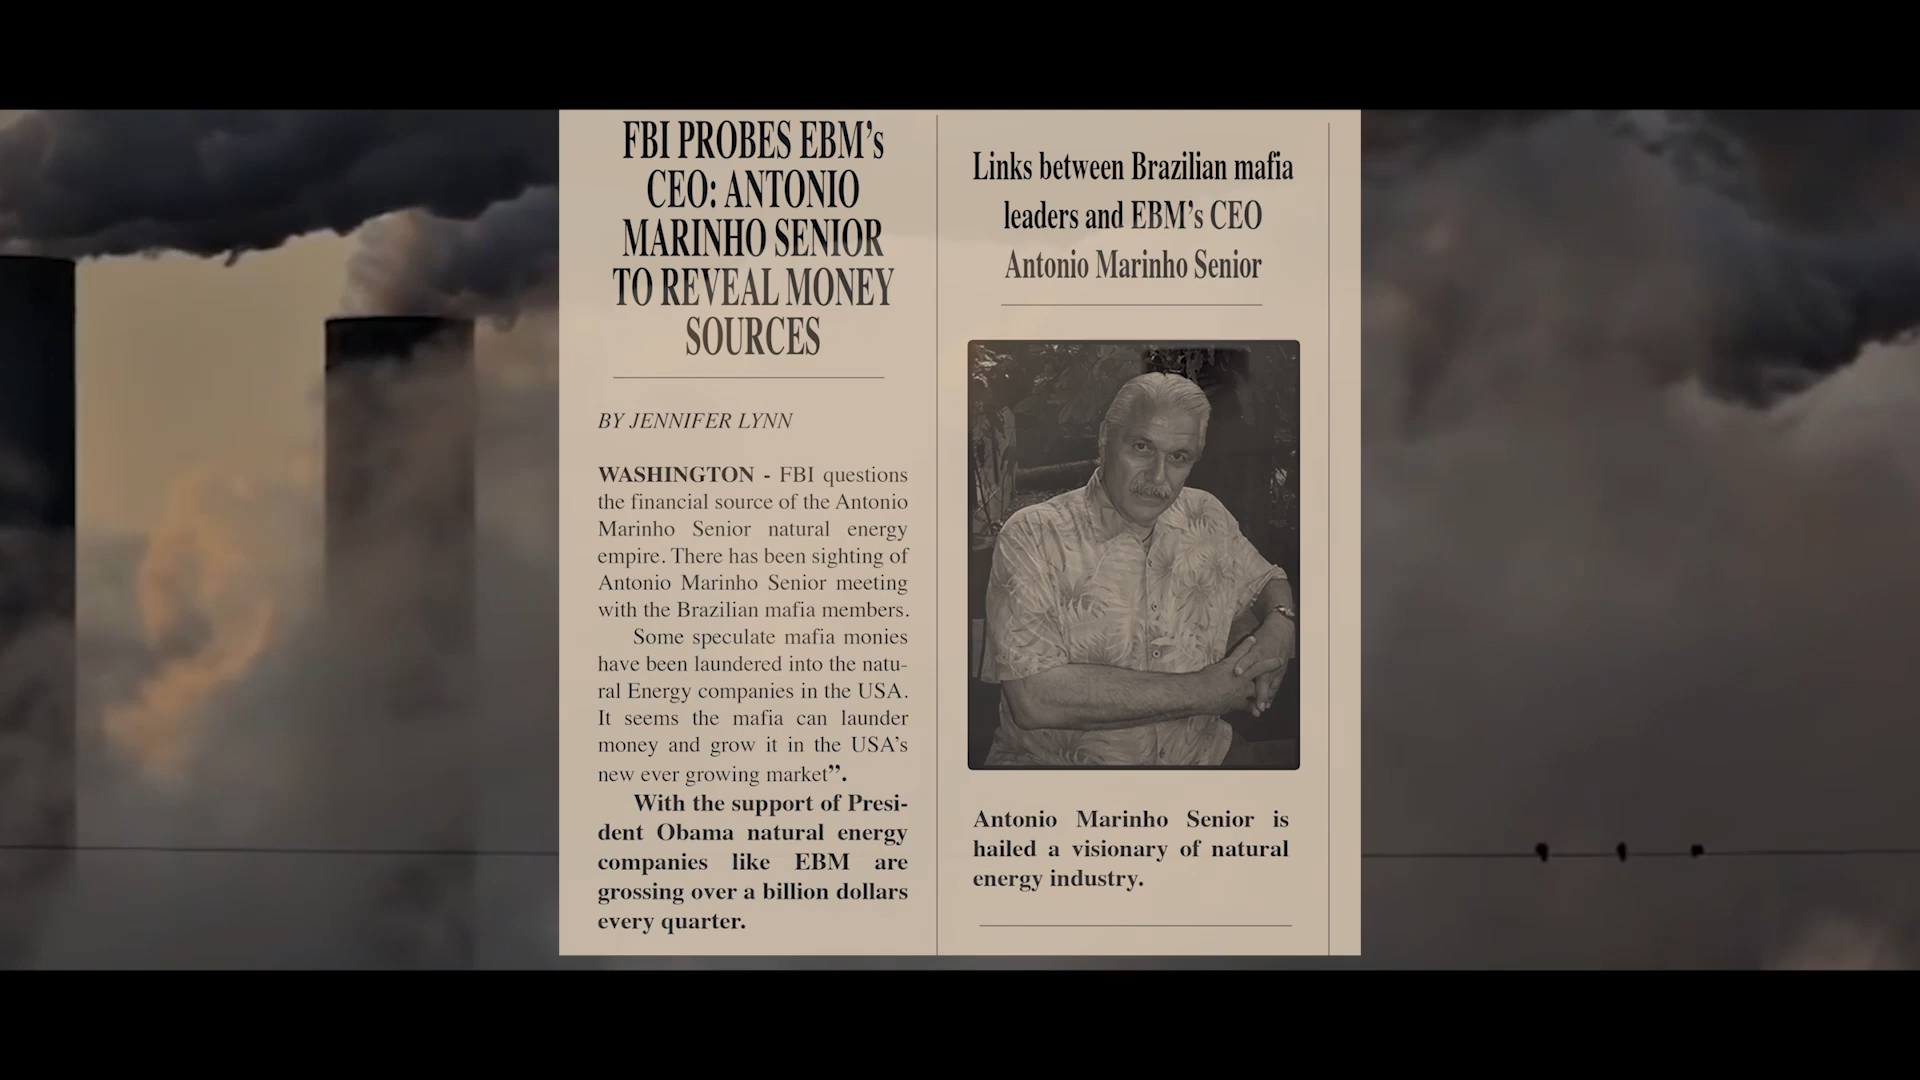 FBI PROBES EBM's
CEO: ANTONIO
MARINHO SENIOR
TO REVEAL MONEY
SOURCES
BY JENNIFER LYNN
WASHINGTON - FBI questions
the financial source of the Antonio
Marinho Senior natural energy
empire. There has been sighting of
Antonio Marinho Senior meeting
with the Brazilian mafia members.
Some speculate mafia monies
have been laundered into the natu-
ral Energy companies in the USA.
It seems the mafia can launder
money and grow it in the USA's
new ever growing market”.
With the support of Presi-
dent Obama natural energy
companies like EBM are
grossing over a billion dollars
every quarter.
Links between Brazilian mafia
leaders and EBM's CEO
Antonio Marinho Senior
Antonio Marinho Senior is
hailed a visionary of natural
energy industry.